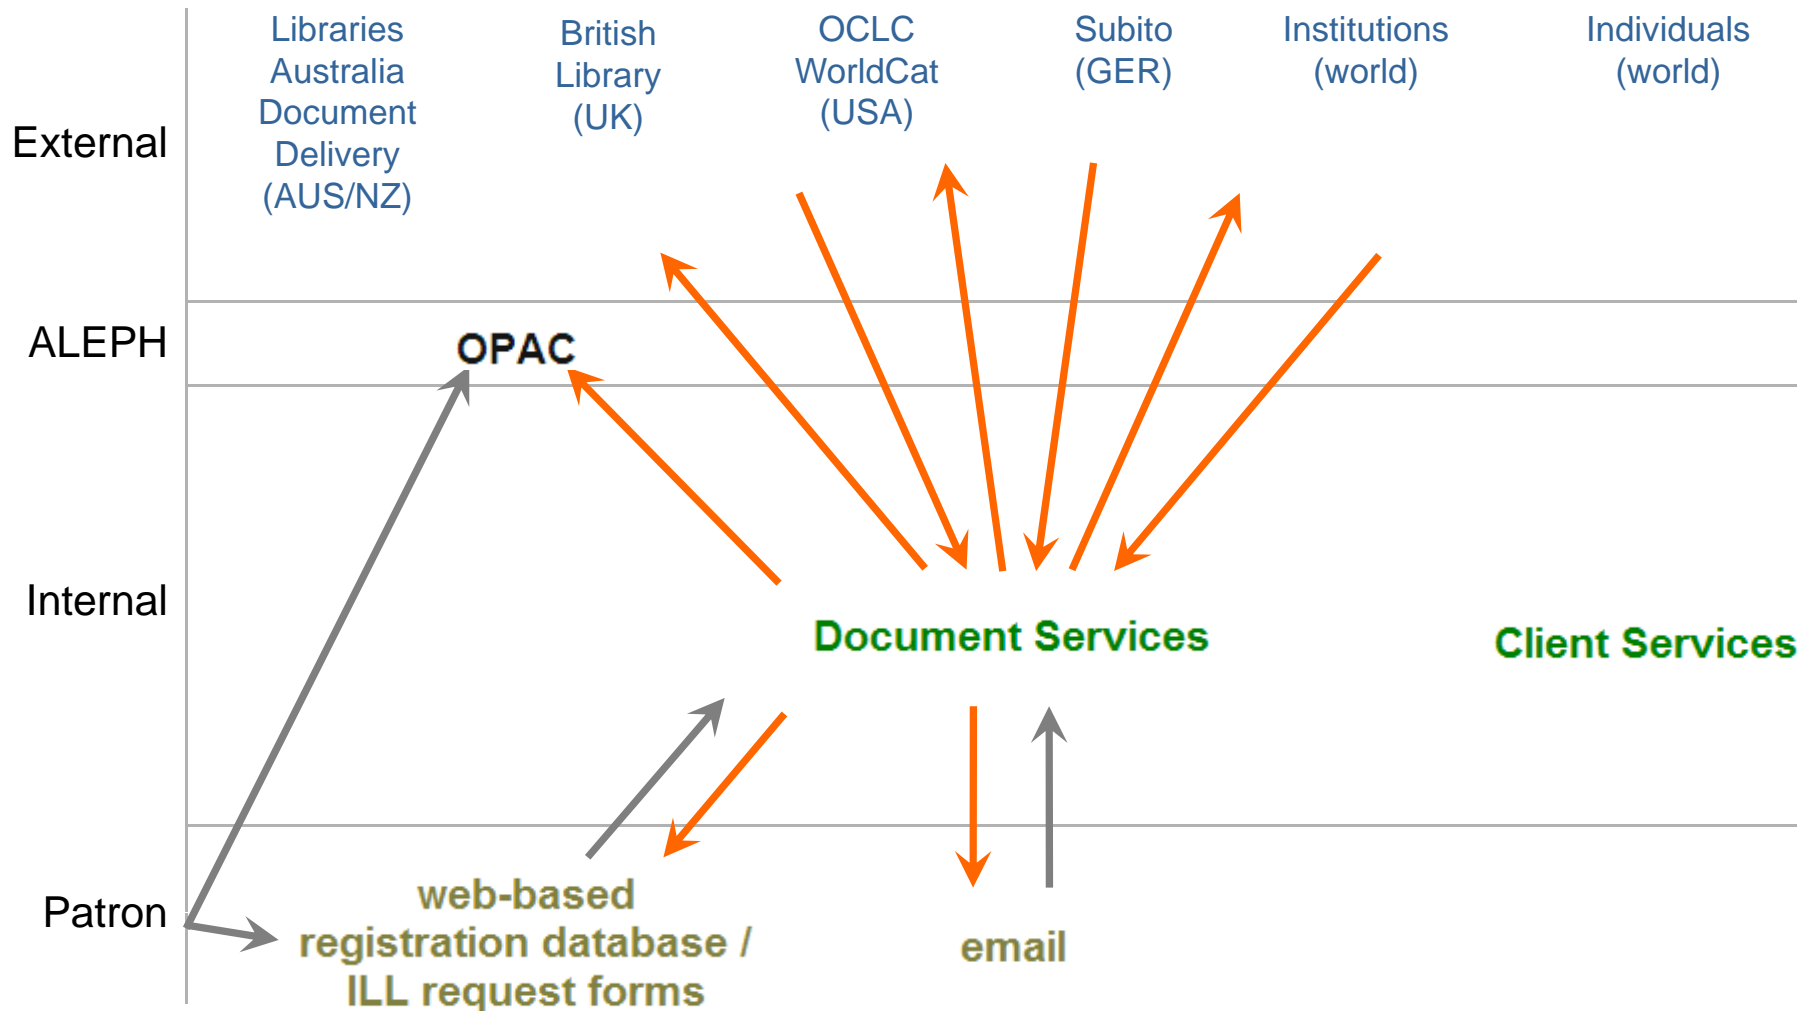 Libraries
Australia
Document
Delivery
(AUS/NZ)
British
Library
(UK)
OCLC
WorldCat
(USA)
Subito
(GER)
Institutions
(world)
Individuals
(world)
External
ALEPH
OPAC
Internal
Document Services
Client Services
Patron
web-based
registration database /
ILL request forms
email